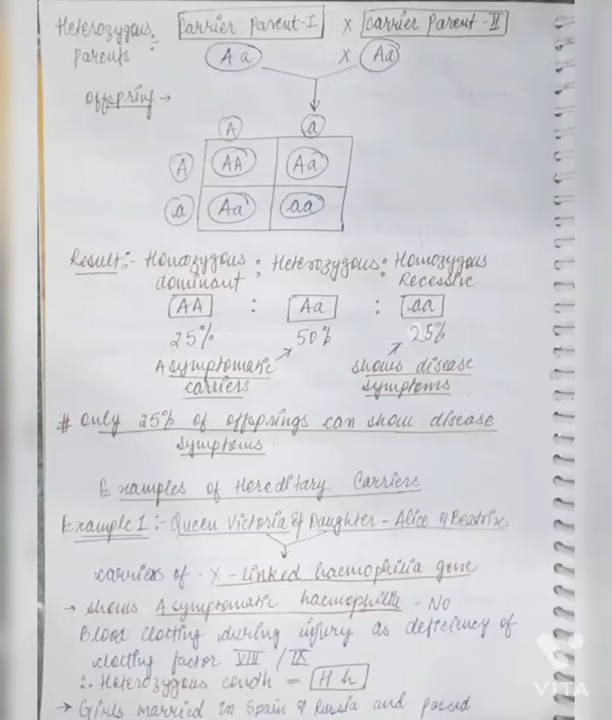 Heterozygous:- Carrier Parent-I x Carrier Parent-II
Parents Aa x Aa
Offspring →
A a
A AA Aa
a Aa aa
Result:- Homozygous dominant : Heterozygous : Homozygous Recessive
AA : Aa : aa
25% 50% 25%
Asymptomatic carriers
shows disease symptoms
# Only 25% of offsprings can show disease
symptoms
Examples of Hereditary Carriers
Example 1:- Queen Victoria & Daughter - Alice & Beatrix
carriers of - X-linked haemophilia gene
→ shows Asymptomatic haemophilia - No
Blood clotting during injury as deficiency of
clotting factor VIII / IX
∴ Heterozygous condn = Hh
→ Girls married in Spain & Russia and passed
VITA